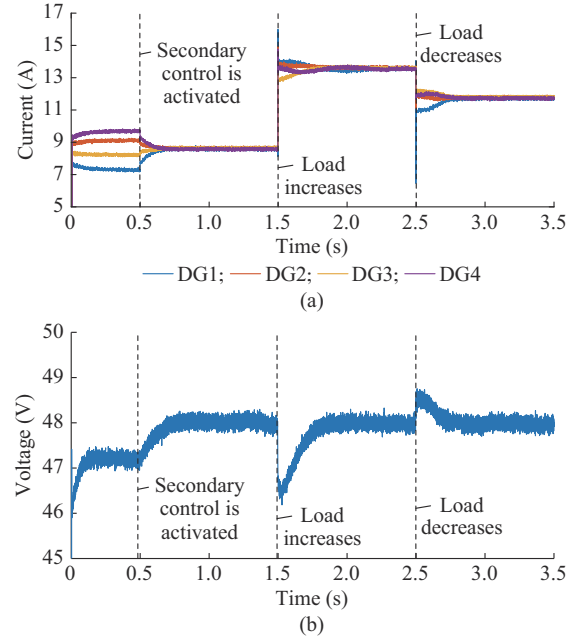 (a)
17
15
13
11
9
7
5
Current (A)
Secondary
control is
activated
Load
increases
Load
decreases
0 0.5 1.0 1.5 2.0 2.5 3.0 3.5
Time (s)
DG1; DG2; DG3; DG4
(a)
50
49
48
47
46
45
Voltage (V)
Secondary
control is
activated
Load
increases
Load
decreases
0 0.5 1.0 1.5 2.0 2.5 3.0 3.5
Time (s)
(b)